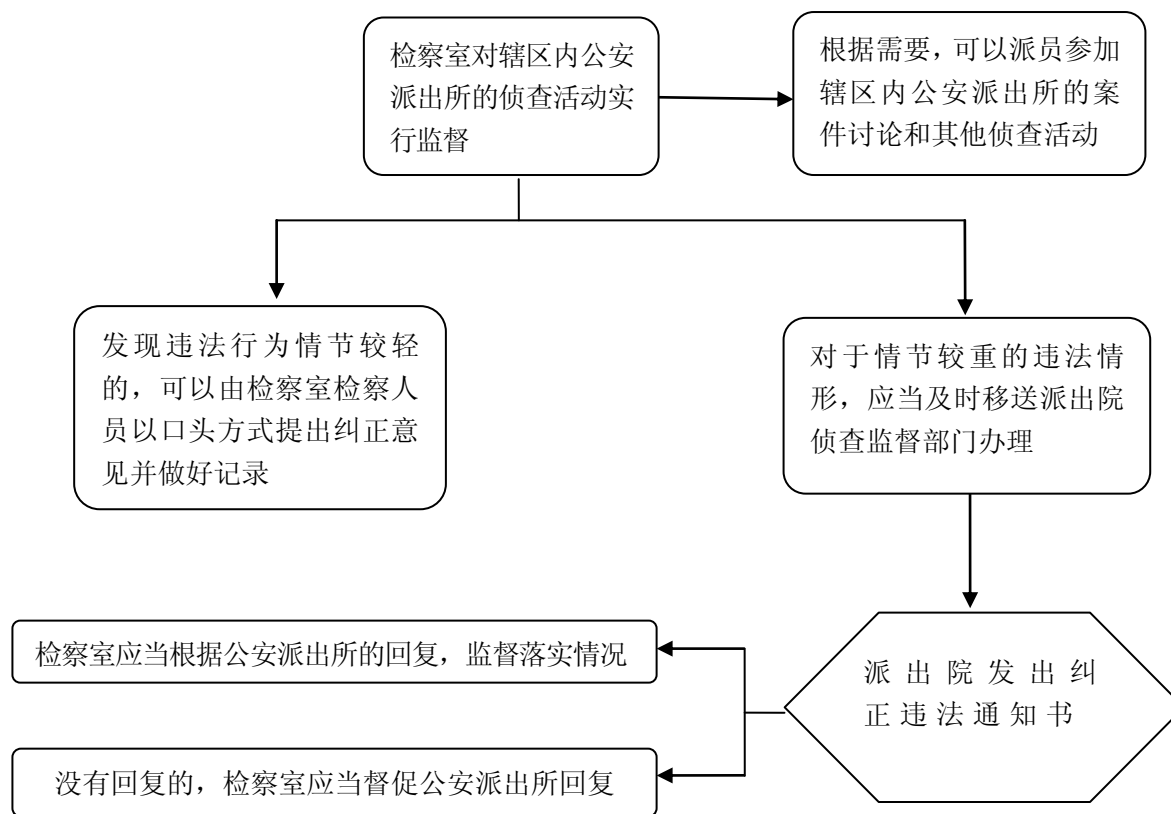 检察室对辖区内公安
派出所的侦查活动实
行监督
根据需要，可以派员参加
辖区内公安派出所的案
件讨论和其他侦查活动
发现违法行为情节较轻
的，可以由检察室检察人
员以口头方式提出纠正意
见并做好记录
对于情节较重的违法情
形，应当及时移送派出院
侦查监督部门办理
检察室应当根据公安派出所的回复，监督落实情况
派出院发出纠
正违法通知书
没有回复的，检察室应当督促公安派出所回复